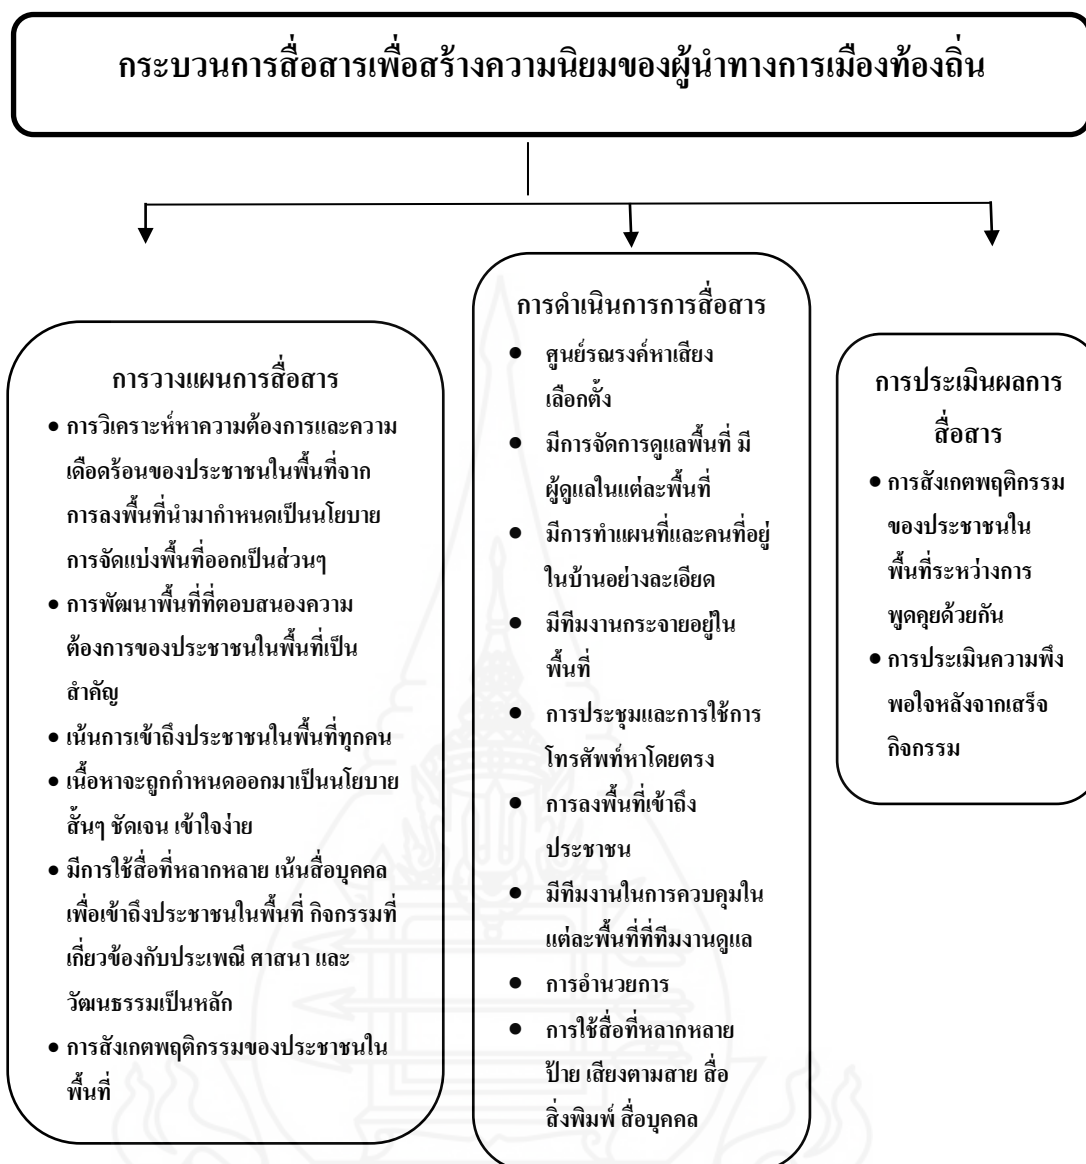 กระบวนการสื่อสารเพื่อสร้างความนิยมของผู้นำทางการเมืองท้องถิ่น
การวางแผนการสื่อสาร
● การวิเคราะห์หาความต้องการและความ
เดือดร้อนของประชาชนในพื้นที่จาก
การลงพื้นที่นำมากำหนดเป็นนโยบาย
การจัดแบ่งพื้นที่ออกเป็นส่วนๆ
● การพัฒนาพื้นที่ที่ตอบสนองความ
ต้องการของประชาชนในพื้นที่เป็น
สำคัญ
● เน้นการเข้าถึงประชาชนในพื้นที่ทุกคน
● เนื้อหาจะถูกกำหนดออกมาเป็นนโยบาย
สั้นๆ ชัดเจน เข้าใจง่าย
● มีการใช้สื่อที่หลากหลาย เน้นสื่อบุคคล
เพื่อเข้าถึงประชาชนในพื้นที่ กิจกรรมที่
เกี่ยวข้องกับประเพณี ศาสนา และ
วัฒนธรรมเป็นหลัก
● การสังเกตพฤติกรรมของประชาชนใน
พื้นที่
การดำเนินการการสื่อสาร
● ศูนย์รณรงค์หาเสียง
เลือกตั้ง
● มีการจัดการดูแลพื้นที่ มี
ผู้ดูแลในแต่ละพื้นที่
● มีการทำแผนที่และคนที่อยู่
ในบ้านอย่างละเอียด
● มีทีมงานกระจายอยู่ใน
พื้นที่
● การประชุมและการใช้การ
โทรศัพท์หาโดยตรง
● การลงพื้นที่เข้าถึง
ประชาชน
● มีทีมงานในการควบคุมใน
แต่ละพื้นที่ที่ทีมงานดูแล
● การอำนวยการ
● การใช้สื่อที่หลากหลาย
ป้าย เสียงตามสาย สื่อ
สิ่งพิมพ์ สื่อบุคคล
การประเมินผลการ
สื่อสาร
● การสังเกตพฤติกรรม
ของประชาชนใน
พื้นที่ระหว่างการ
พูดคุยด้วยกัน
● การประเมินความพึง
พอใจหลังจากเสร็จ
กิจกรรม